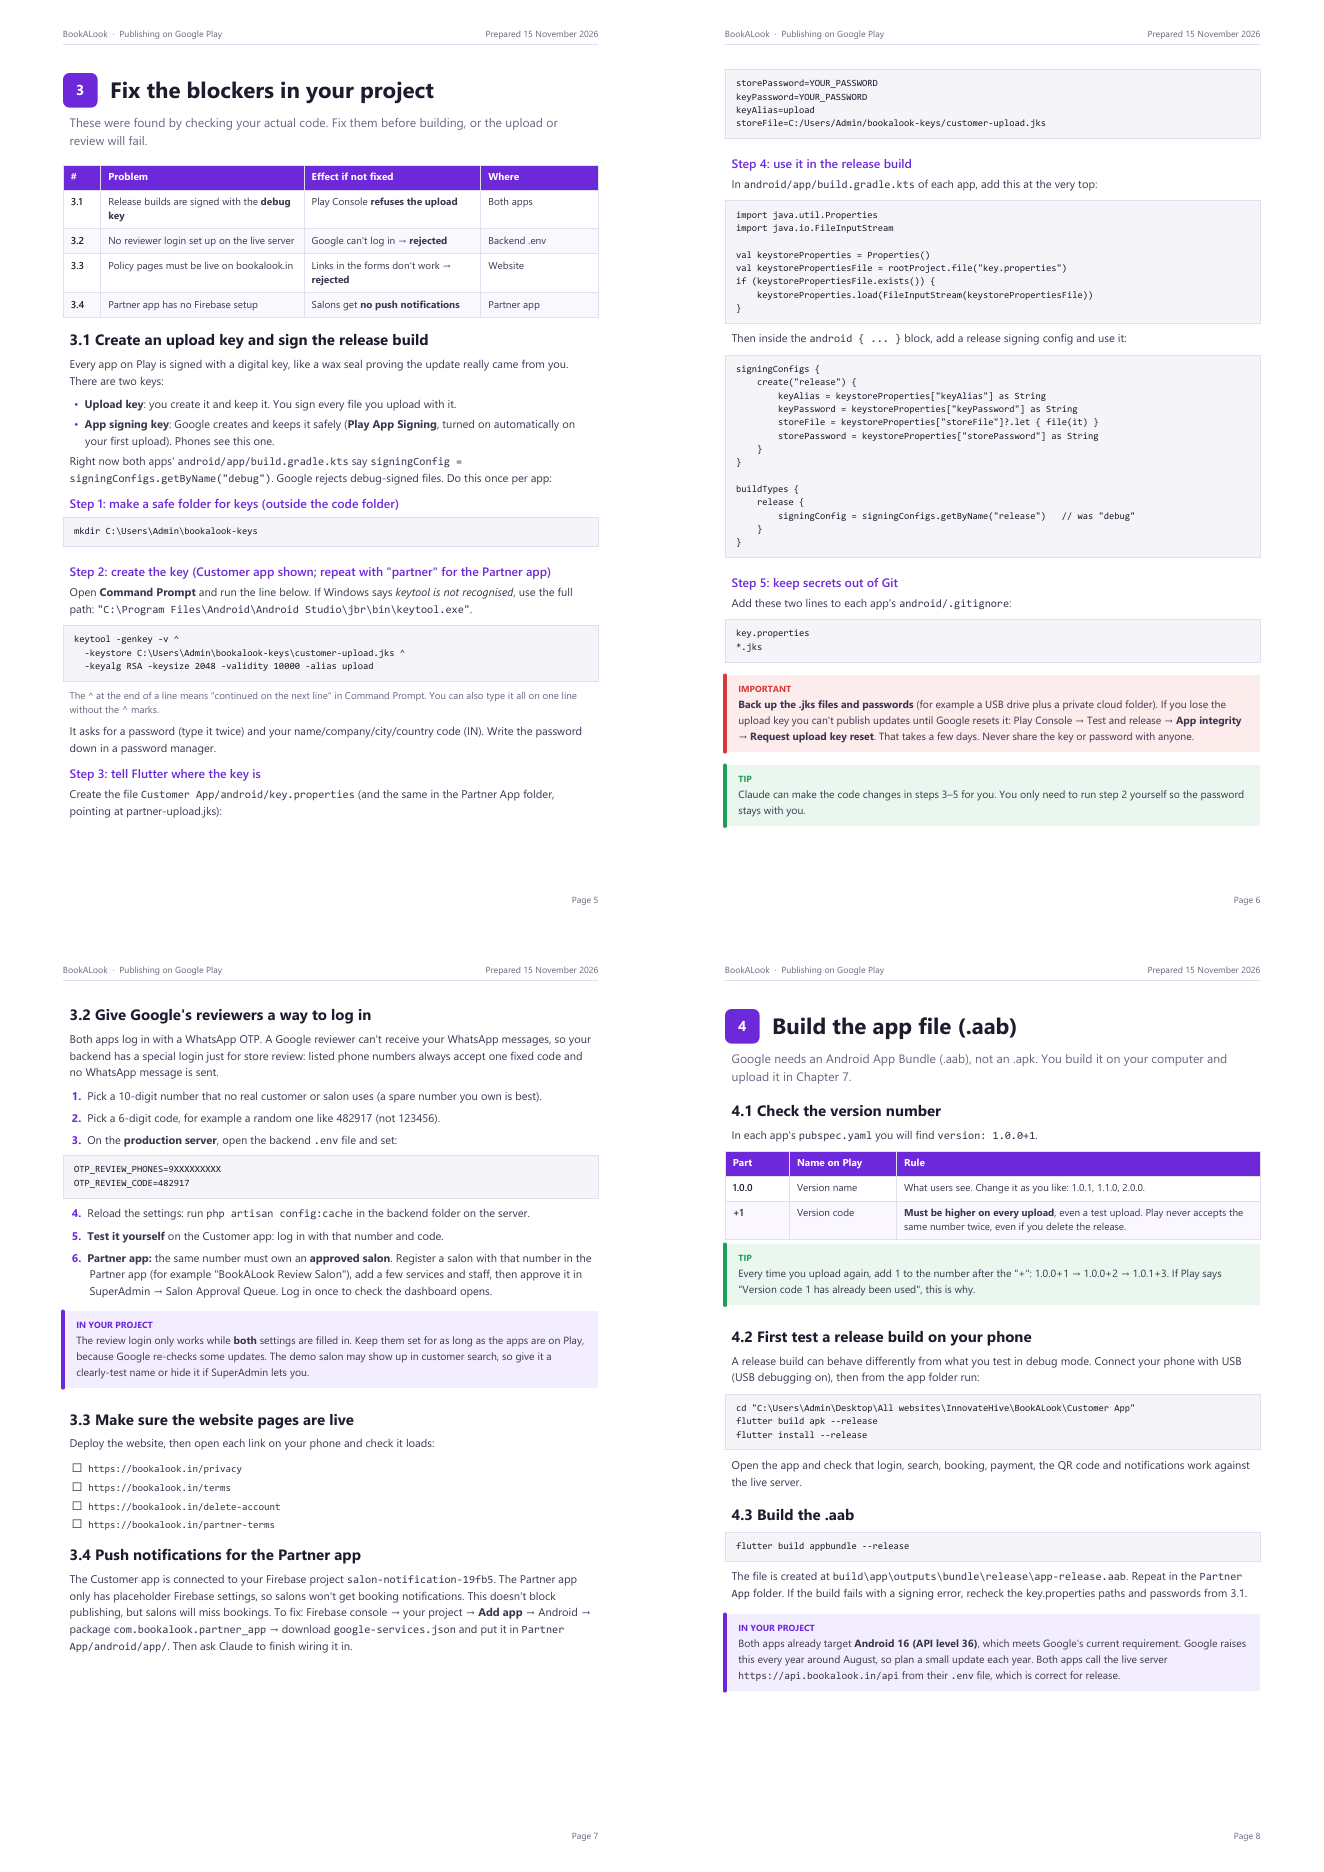 BookALook · Publishing on Google Play
Prepared 15 November 2026
3
Fix the blockers in your project
These were found by checking your actual code. Fix them before building, or the upload or
review will fail.
# Problem Effect if not fixed Where
3.1 Release builds are signed with the debug key Play Console refuses the upload Both apps
3.2 No reviewer login set up on the live server Google can't log in → rejected Backend .env
3.3 Policy pages must be live on bookalook.in Links in the forms don't work → rejected Website
3.4 Partner app has no Firebase setup Salons get no push notifications Partner app
3.1 Create an upload key and sign the release build
Every app on Play is signed with a digital key, like a wax seal proving the update really came from you.
There are two keys:
• Upload key: you create it and keep it. You sign every file you upload with it.
• App signing key: Google creates and keeps it safely (Play App Signing, turned on automatically on
your first upload). Phones see this one.
Right now both apps' android/app/build.gradle.kts say signingConfig =
signingConfigs.getByName("debug"). Google rejects debug-signed files. Do this once per app:
Step 1: make a safe folder for keys (outside the code folder)
mkdir C:\Users\Admin\bookalook-keys
Step 2: create the key (Customer app shown; repeat with "partner" for the Partner app)
Open Command Prompt and run the line below. If Windows says keytool is not recognised, use the full
path: "C:\Program Files\Android\Android Studio\jbr\bin\keytool.exe".
keytool -genkey -v ^
-keystore C:\Users\Admin\bookalook-keys\customer-upload.jks ^
-keyalg RSA -keysize 2048 -validity 10000 -alias upload
The ^ at the end of a line means "continued on the next line" in Command Prompt. You can also type it all on one line
without the ^ marks.
It asks for a password (type it twice) and your name/company/city/country code (IN). Write the password
down in a password manager.
Step 3: tell Flutter where the key is
Create the file Customer App/android/key.properties (and the same in the Partner App folder,
pointing at partner-upload.jks):
Page 5
BookALook · Publishing on Google Play
Prepared 15 November 2026
storePassword=YOUR_PASSWORD
keyPassword=YOUR_PASSWORD
keyAlias=upload
storeFile=C:/Users/Admin/bookalook-keys/customer-upload.jks
Step 4: use it in the release build
In android/app/build.gradle.kts of each app, add this at the very top:
import java.util.Properties
import java.io.FileInputStream
val keystoreProperties = Properties()
val keystorePropertiesFile = rootProject.file("key.properties")
if (keystorePropertiesFile.exists()) {
keystoreProperties.load(FileInputStream(keystorePropertiesFile))
}
Then inside the android { ... } block, add a release signing config and use it:
signingConfigs {
create("release") {
keyAlias = keystoreProperties["keyAlias"] as String
keyPassword = keystoreProperties["keyPassword"] as String
storeFile = keystoreProperties["storeFile"]?.let { file(it) }
storePassword = keystoreProperties["storePassword"] as String
}
}
buildTypes {
release {
signingConfig = signingConfigs.getByName("release") // was "debug"
}
}
Step 5: keep secrets out of Git
Add these two lines to each app's android/.gitignore:
key.properties
*.jks
IMPORTANT
Back up the .jks files and passwords (for example a USB drive plus a private cloud folder). If you lose the
upload key you can't publish updates until Google resets it: Play Console → Test and release → App integrity
→ Request upload key reset. That takes a few days. Never share the key or password with anyone.
TIP
Claude can make the code changes in steps 3–5 for you. You only need to run step 2 yourself so the password
stays with you.
Page 6
BookALook · Publishing on Google Play
Prepared 15 November 2026
3.2 Give Google's reviewers a way to log in
Both apps log in with a WhatsApp OTP. A Google reviewer can't receive your WhatsApp messages, so your
backend has a special login just for store review: listed phone numbers always accept one fixed code and
no WhatsApp message is sent.
1. Pick a 10-digit number that no real customer or salon uses (a spare number you own is best).
2. Pick a 6-digit code, for example a random one like 482917 (not 123456).
3. On the production server, open the backend .env file and set:
OTP_REVIEW_PHONES=9XXXXXXXXX
OTP_REVIEW_CODE=482917
4. Reload the settings: run php artisan config:cache in the backend folder on the server.
5. Test it yourself on the Customer app: log in with that number and code.
6. Partner app: the same number must own an approved salon. Register a salon with that number in the
Partner app (for example "BookALook Review Salon"), add a few services and staff, then approve it in
SuperAdmin → Salon Approval Queue. Log in once to check the dashboard opens.
IN YOUR PROJECT
The review login only works while both settings are filled in. Keep them set for as long as the apps are on Play,
because Google re-checks some updates. The demo salon may show up in customer search, so give it a
clearly-test name or hide it if SuperAdmin lets you.
3.3 Make sure the website pages are live
Deploy the website, then open each link on your phone and check it loads:
☐ https://bookalook.in/privacy
☐ https://bookalook.in/terms
☐ https://bookalook.in/delete-account
☐ https://bookalook.in/partner-terms
3.4 Push notifications for the Partner app
The Customer app is connected to your Firebase project salon-notification-19fb5. The Partner app
only has placeholder Firebase settings, so salons won't get booking notifications. This doesn't block
publishing, but salons will miss bookings. To fix: Firebase console → your project → Add app → Android →
package com.bookalook.partner_app → download google-services.json and put it in Partner
App/android/app/. Then ask Claude to finish wiring it in.
Page 7
BookALook · Publishing on Google Play
Prepared 15 November 2026
4
Build the app file (.aab)
Google needs an Android App Bundle (.aab), not an .apk. You build it on your computer and
upload it in Chapter 7.
4.1 Check the version number
In each app's pubspec.yaml you will find version: 1.0.0+1.
Part Name on Play Rule
1.0.0 Version name What users see. Change it as you like: 1.0.1, 1.1.0, 2.0.0.
+1 Version code Must be higher on every upload, even a test upload. Play never accepts the
same number twice, even if you delete the release.
TIP
Every time you upload again, add 1 to the number after the "+": 1.0.0+1 → 1.0.0+2 → 1.0.1+3. If Play says
"Version code 1 has already been used", this is why.
4.2 First test a release build on your phone
A release build can behave differently from what you test in debug mode. Connect your phone with USB
(USB debugging on), then from the app folder run:
cd "C:\Users\Admin\Desktop\All websites\InnovateHive\BookALook\Customer App"
flutter build apk --release
flutter install --release
Open the app and check that login, search, booking, payment, the QR code and notifications work against
the live server.
4.3 Build the .aab
flutter build appbundle --release
The file is created at build\app\outputs\bundle\release\app-release.aab. Repeat in the Partner
App folder. If the build fails with a signing error, recheck the key.properties paths and passwords from 3.1.
IN YOUR PROJECT
Both apps already target Android 16 (API level 36), which meets Google's current requirement. Google raises
this every year around August, so plan a small update each year. Both apps call the live server
https://api.bookalook.in/api from their .env file, which is correct for release.
Page 8